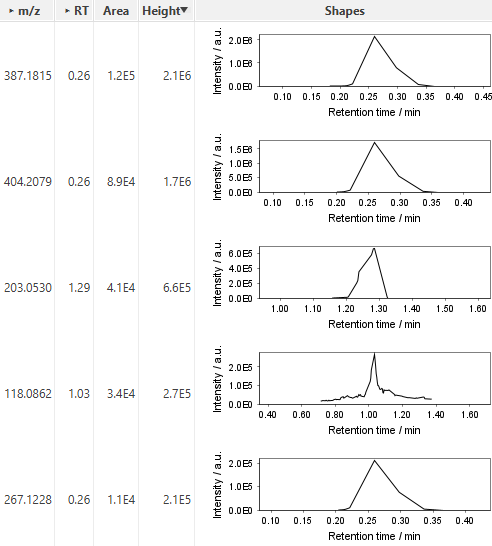 ▸ m/z ▸ RT Area Height▼ Shapes
387.1815 0.26 1.2E5 2.1E6
Intensity / a.u.
2.0E6
1.0E6
0.0E0
0.10 0.15 0.20 0.25 0.30 0.35 0.40 0.45
Retention time / min
404.2079 0.26 8.9E4 1.7E6
Intensity / a.u.
1.5E6
1.0E6
5.0E5
0.0E0
0.10 0.15 0.20 0.25 0.30 0.35 0.40
Retention time / min
203.0530 1.29 4.1E4 6.6E5
Intensity / a.u.
6.0E5
4.0E5
2.0E5
0.0E0
1.00 1.10 1.20 1.30 1.40 1.50 1.60
Retention time / min
118.0862 1.03 3.4E4 2.7E5
Intensity / a.u.
2.0E5
1.0E5
0.0E0
0.40 0.60 0.80 1.00 1.20 1.40 1.60
Retention time / min
267.1228 0.26 1.1E4 2.1E5
Intensity / a.u.
2.0E5
1.0E5
0.0E0
0.10 0.15 0.20 0.25 0.30 0.35 0.40
Retention time / min